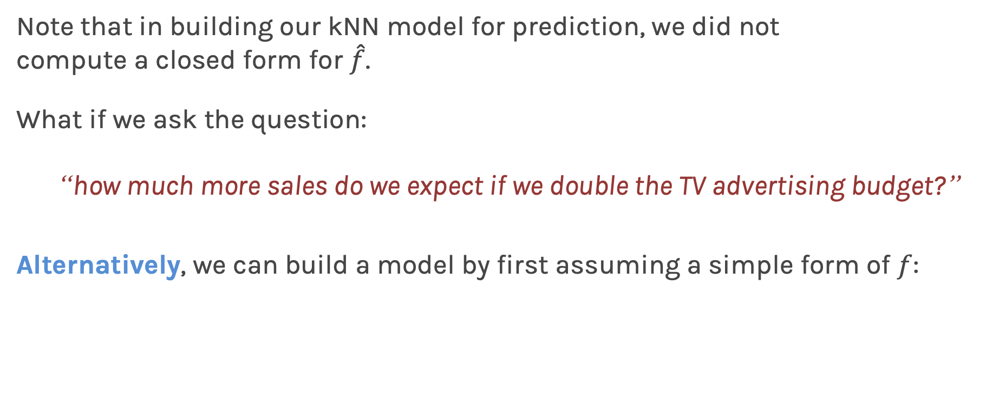 Note that in building our kNN model for prediction, we did not
compute a closed form for f̂.
What if we ask the question:
“how much more sales do we expect if we double the TV advertising budget?”
Alternatively, we can build a model by first assuming a simple form of f: